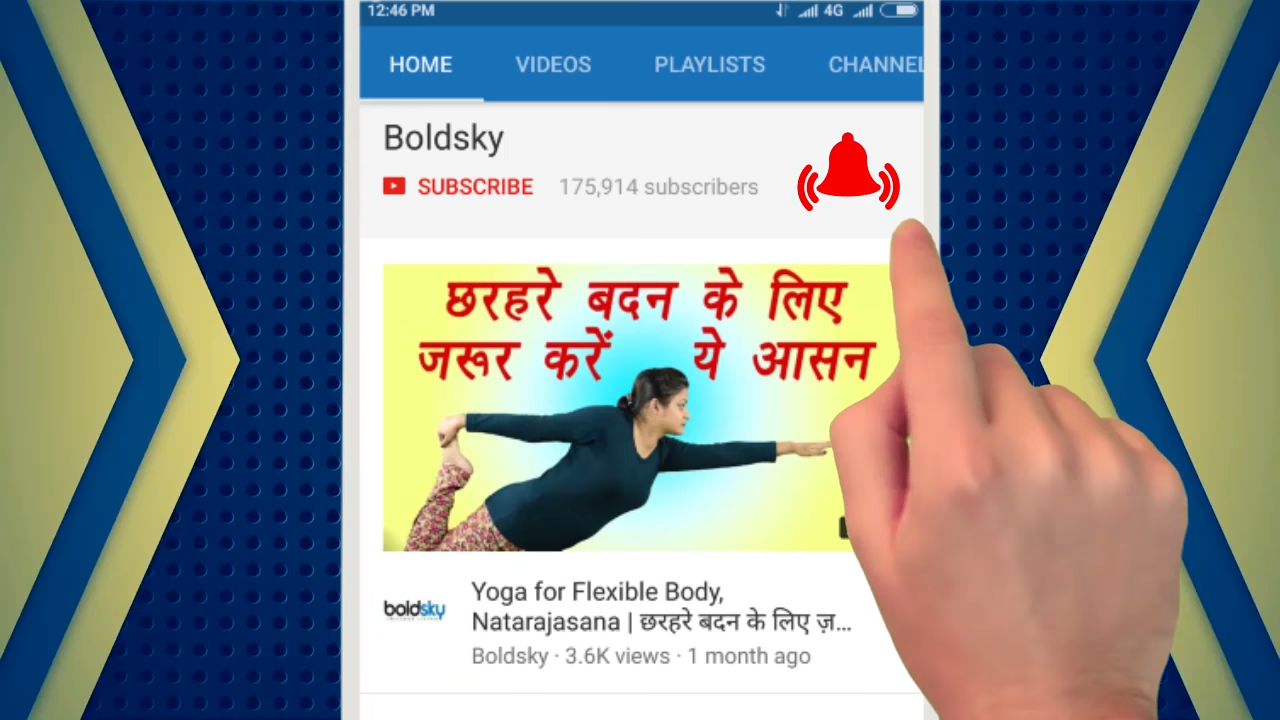 12:46 PM 4G
HOME VIDEOS PLAYLISTS CHANNEL
Boldsky
SUBSCRIBE 175,914 subscribers
छरहरे बदन के लिए
जरूर करें ये आसन
Yoga for Flexible Body,
boldsky
Natarajasana | छरहरे बदन के लिए ज़...
Boldsky · 3.6K views · 1 month ago